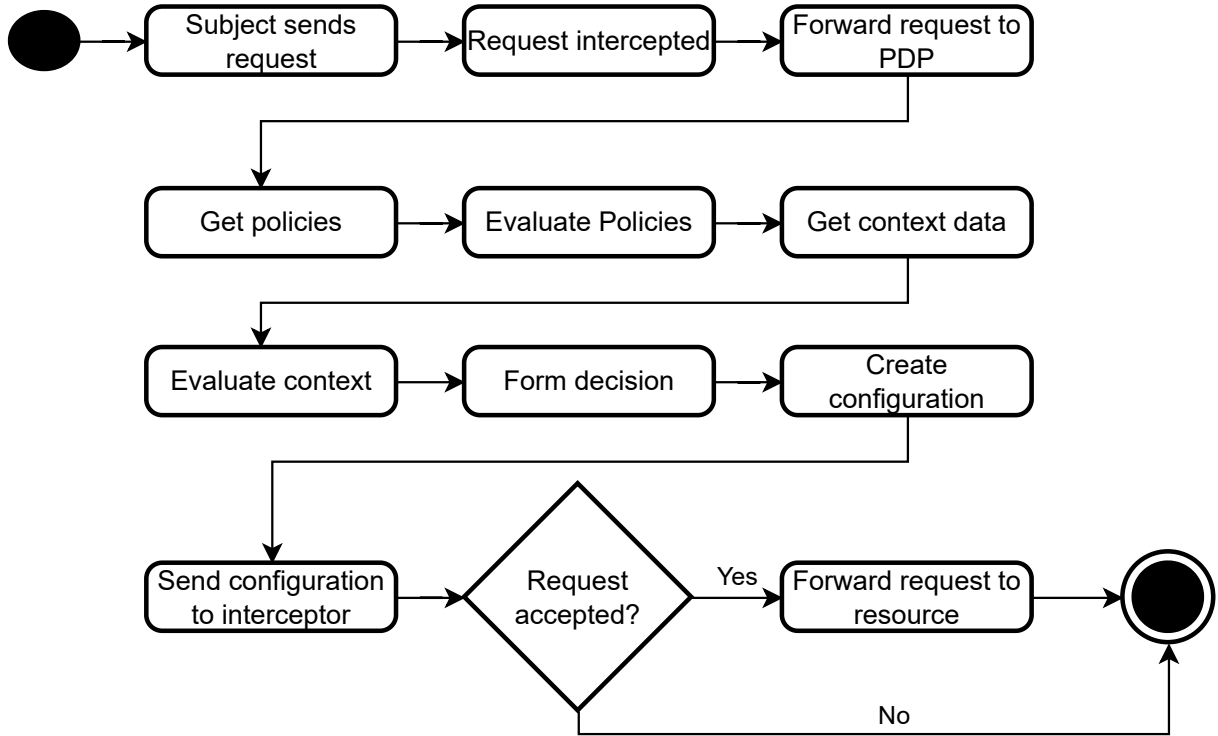 Subject sends
request
Request intercepted
Forward request to
PDP
Get policies
Evaluate Policies
Get context data
Evaluate context
Form decision
Create
configuration
Send configuration
to interceptor
Request
accepted?
Yes
Forward request to
resource
No